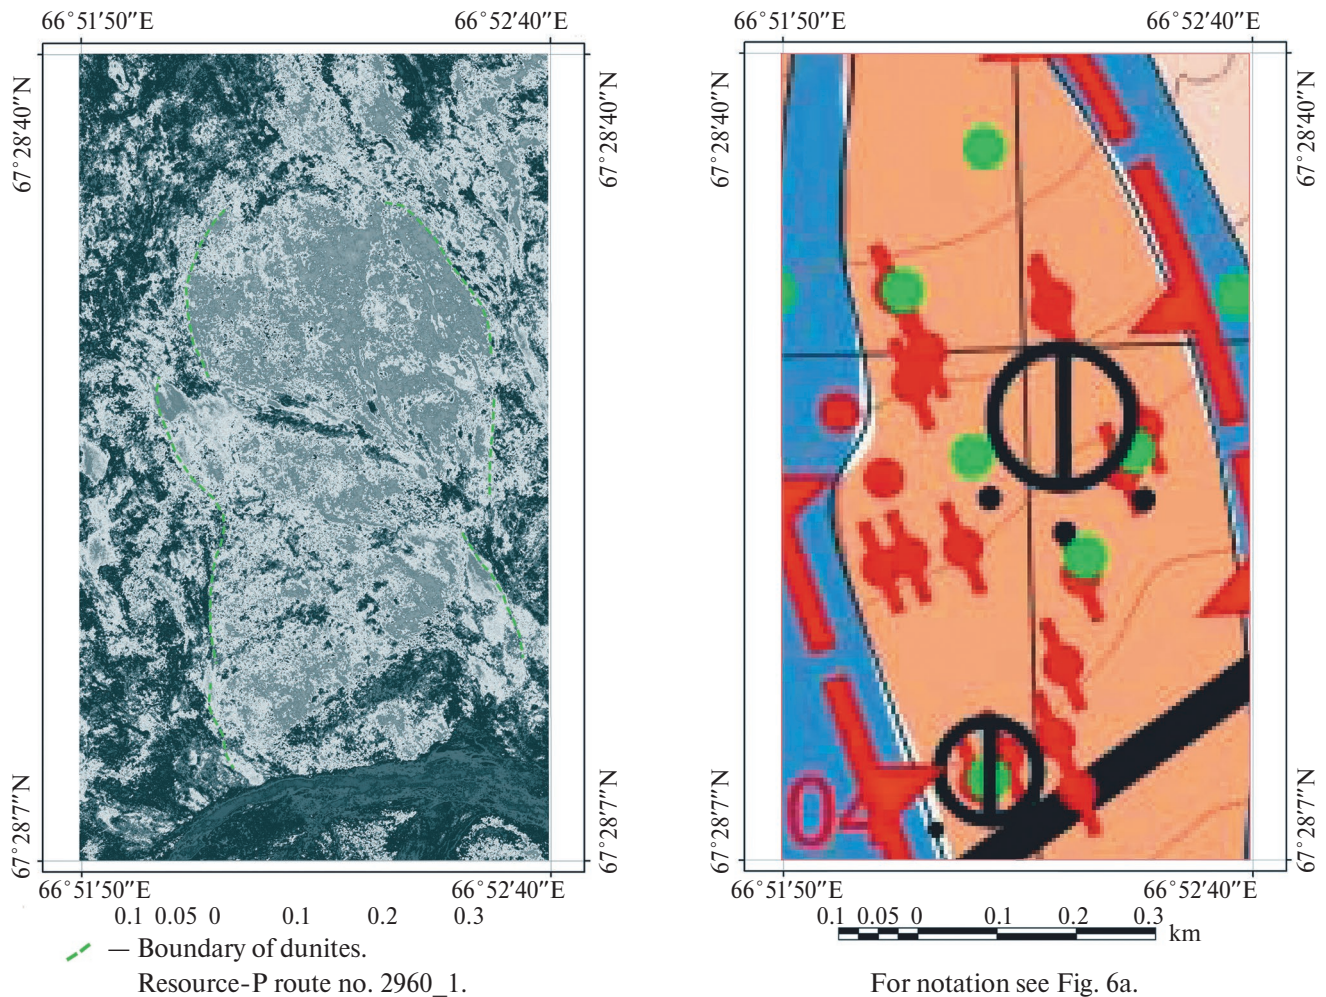 66°51′50″E 66°52′40″E 66°51′50″E 66°52′40″E
67°28′40″N 67°28′40″N 67°28′40″N 67°28′40″N
04
67°28′7″N 67°28′7″N 67°28′7″N 67°28′7″N
66°51′50″E 66°52′40″E 66°51′50″E 66°52′40″E
0.1 0.05 0 0.1 0.2 0.3
0.1 0.05 0 0.1 0.2 0.3
km
— Boundary of dunites.
Resource-P route no. 2960_1.
For notation see Fig. 6a.